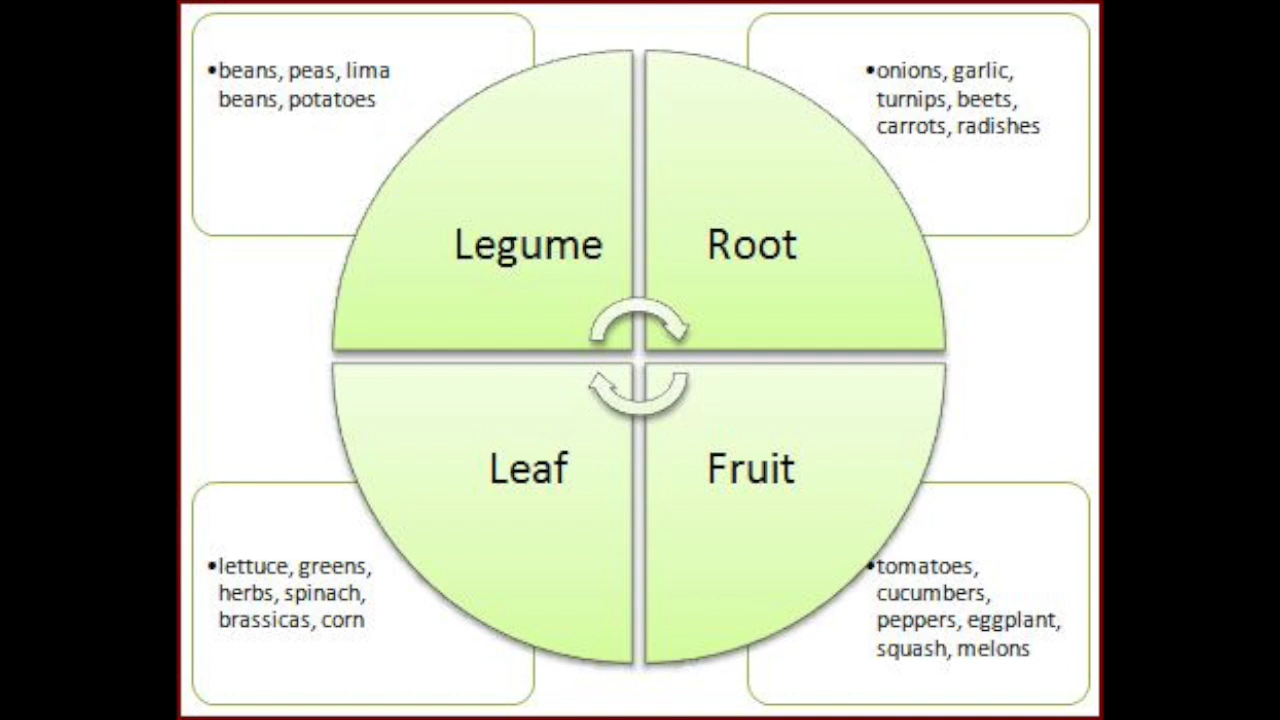 •beans, peas, lima
beans, potatoes
•onions, garlic,
turnips, beets,
carrots, radishes
Legume
Root
Leaf
Fruit
•lettuce, greens,
herbs, spinach,
brassicas, corn
•tomatoes,
cucumbers,
peppers, eggplant,
squash, melons